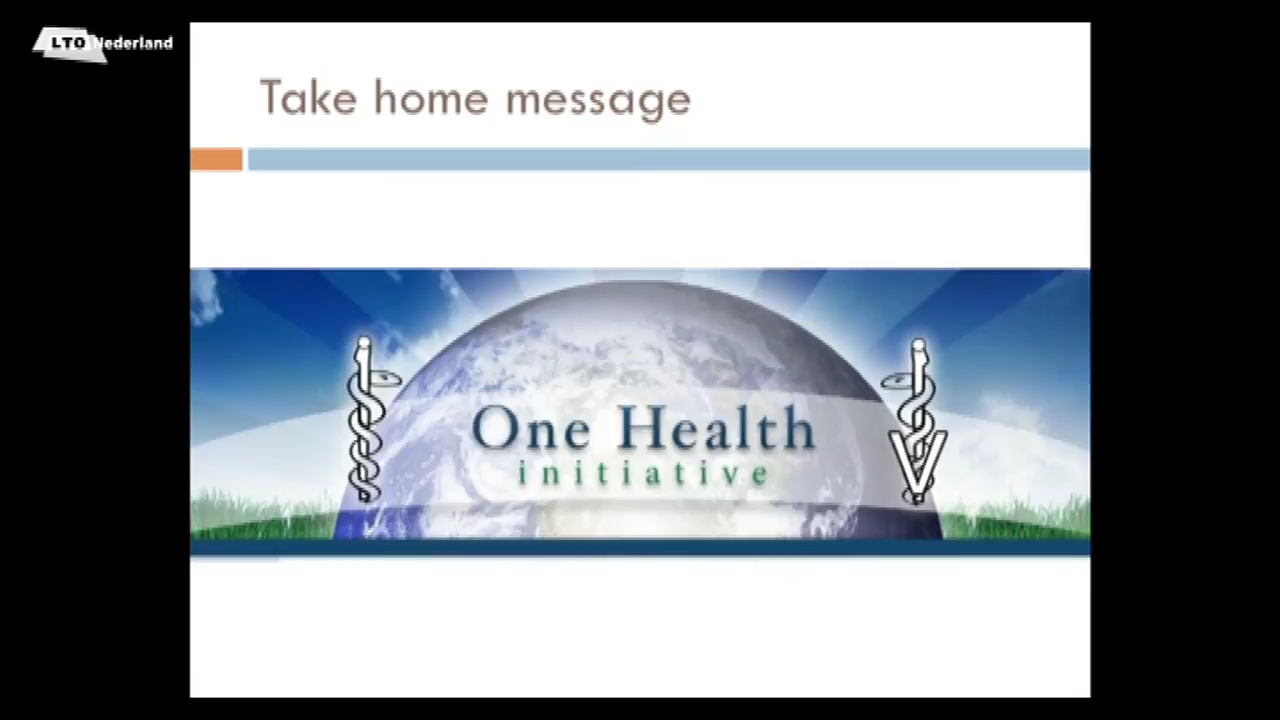 LTO Nederland
Take home message
One Health
initiative
V